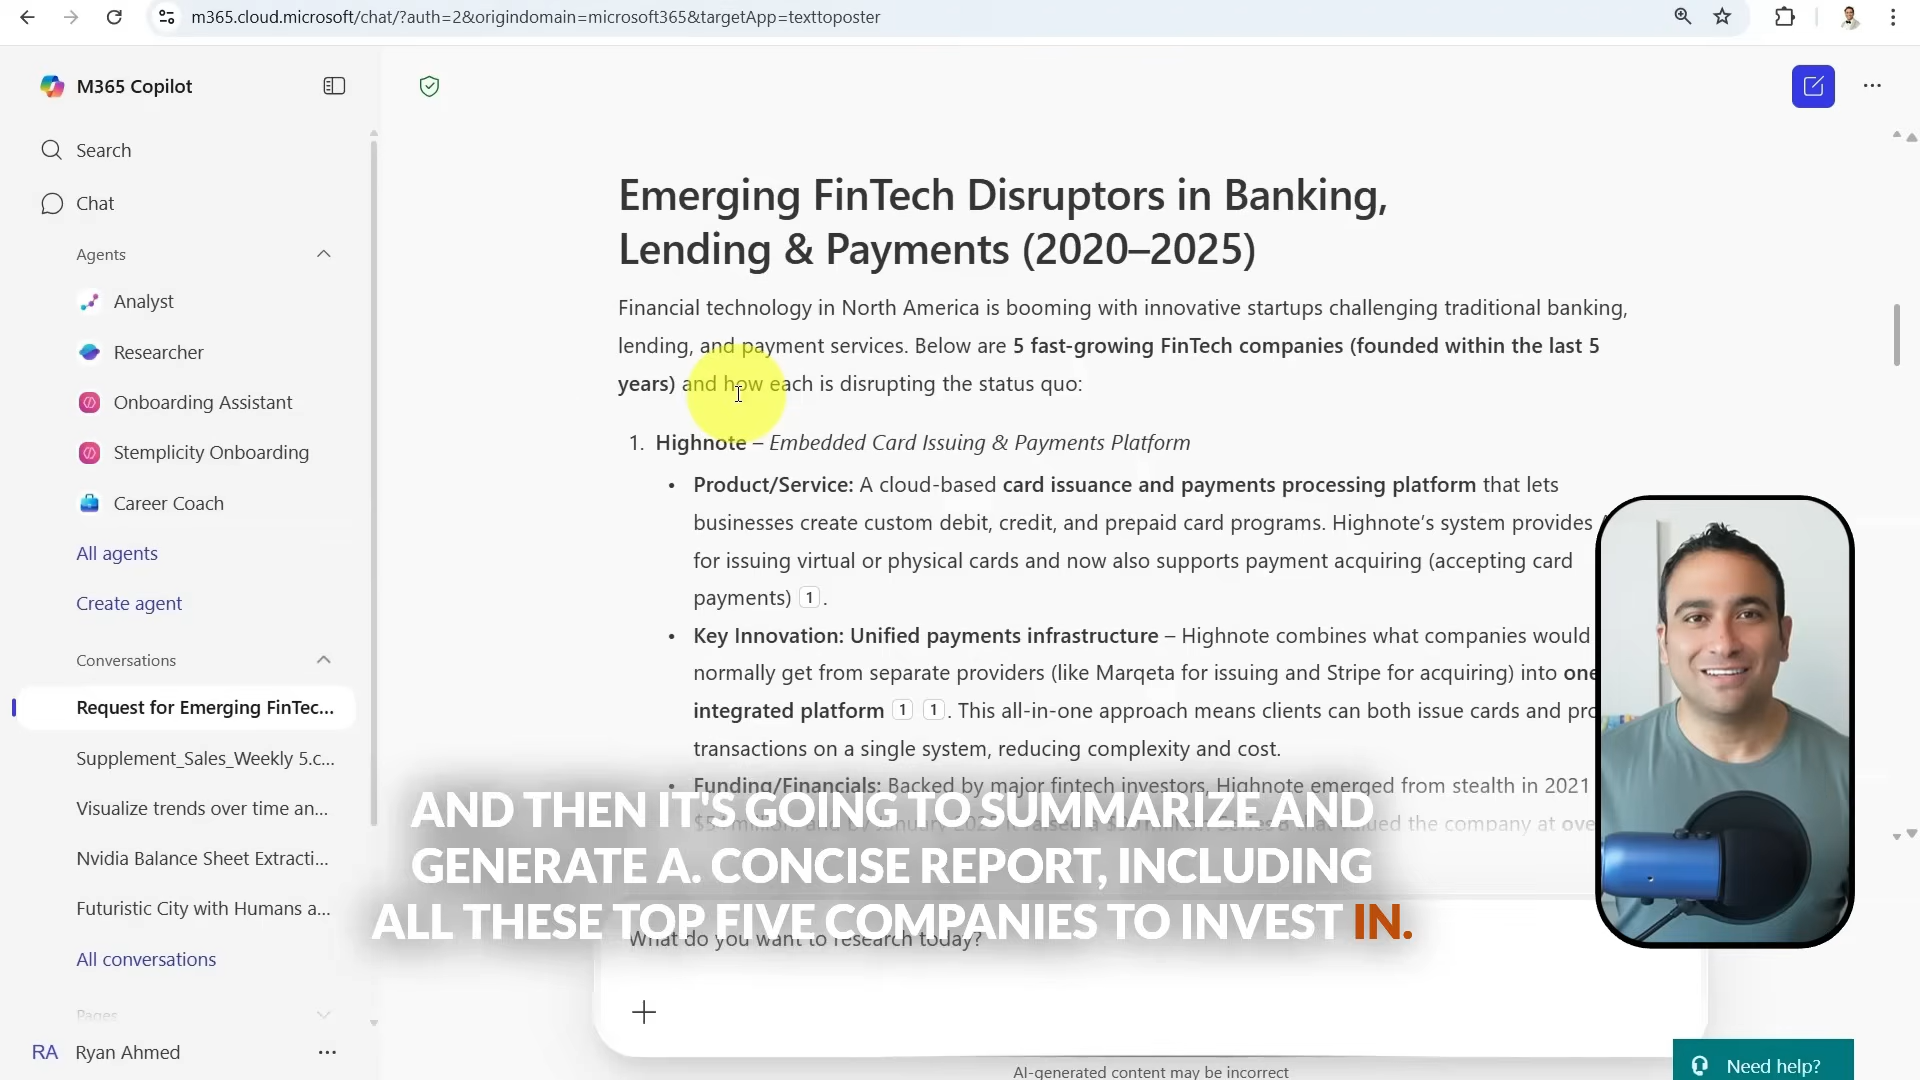 m365.cloud.microsoft/chat/?auth=2&origindomain=microsoft365&targetApp=texttoposter
M365 Copilot
Search
Chat
Agents
Analyst
Researcher
Onboarding Assistant
Stemplicity Onboarding
Career Coach
All agents
Create agent
Conversations
Request for Emerging FinTec...
Supplement_Sales_Weekly 5.c...
Visualize trends over time an...
Nvidia Balance Sheet Extracti...
Futuristic City with Humans a...
All conversations
Pages
RA Ryan Ahmed
Emerging FinTech Disruptors in Banking,
Lending & Payments (2020–2025)
Financial technology in North America is booming with innovative startups challenging traditional banking,
lending, and payment services. Below are 5 fast-growing FinTech companies (founded within the last 5
years) and how each is disrupting the status quo:
1. Highnote – Embedded Card Issuing & Payments Platform
• Product/Service: A cloud-based card issuance and payments processing platform that lets
businesses create custom debit, credit, and prepaid card programs. Highnote’s system provides
for issuing virtual or physical cards and now also supports payment acquiring (accepting card
payments) 1 .
• Key Innovation: Unified payments infrastructure – Highnote combines what companies would
normally get from separate providers (like Marqeta for issuing and Stripe for acquiring) into one
integrated platform 1 1 . This all-in-one approach means clients can both issue cards and pro
transactions on a single system, reducing complexity and cost.
• Funding/Financials: Backed by major fintech investors, Highnote emerged from stealth in 2021
million, and by January valued the company at over
AND THEN IT'S GOING TO SUMMARIZE AND
GENERATE A. CONCISE REPORT, INCLUDING
ALL THESE TOP FIVE COMPANIES TO INVEST IN.
What do you want to research today?
AI-generated content may be incorrect
Need help?